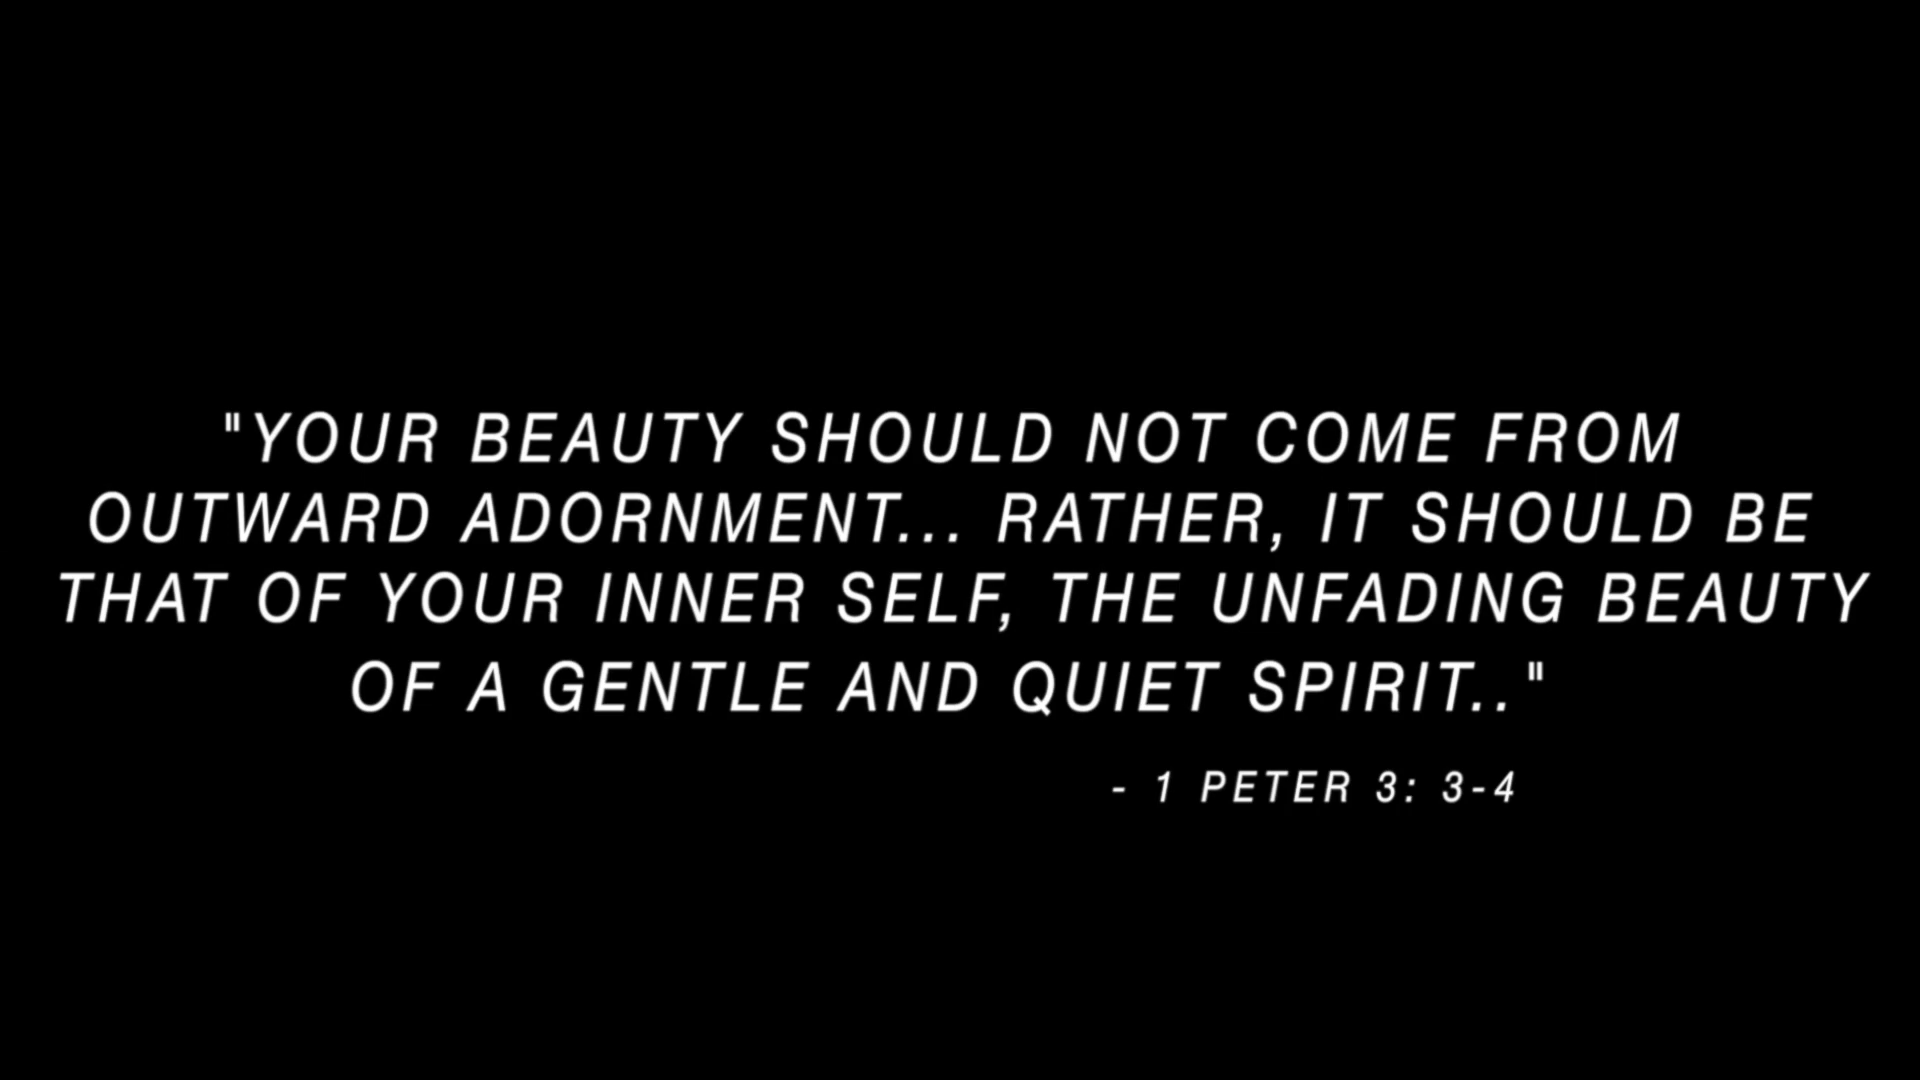 "YOUR BEAUTY SHOULD NOT COME FROM
OUTWARD ADORNMENT... RATHER, IT SHOULD BE
THAT OF YOUR INNER SELF, THE UNFADING BEAUTY
OF A GENTLE AND QUIET SPIRIT.."
- 1 PETER 3: 3-4